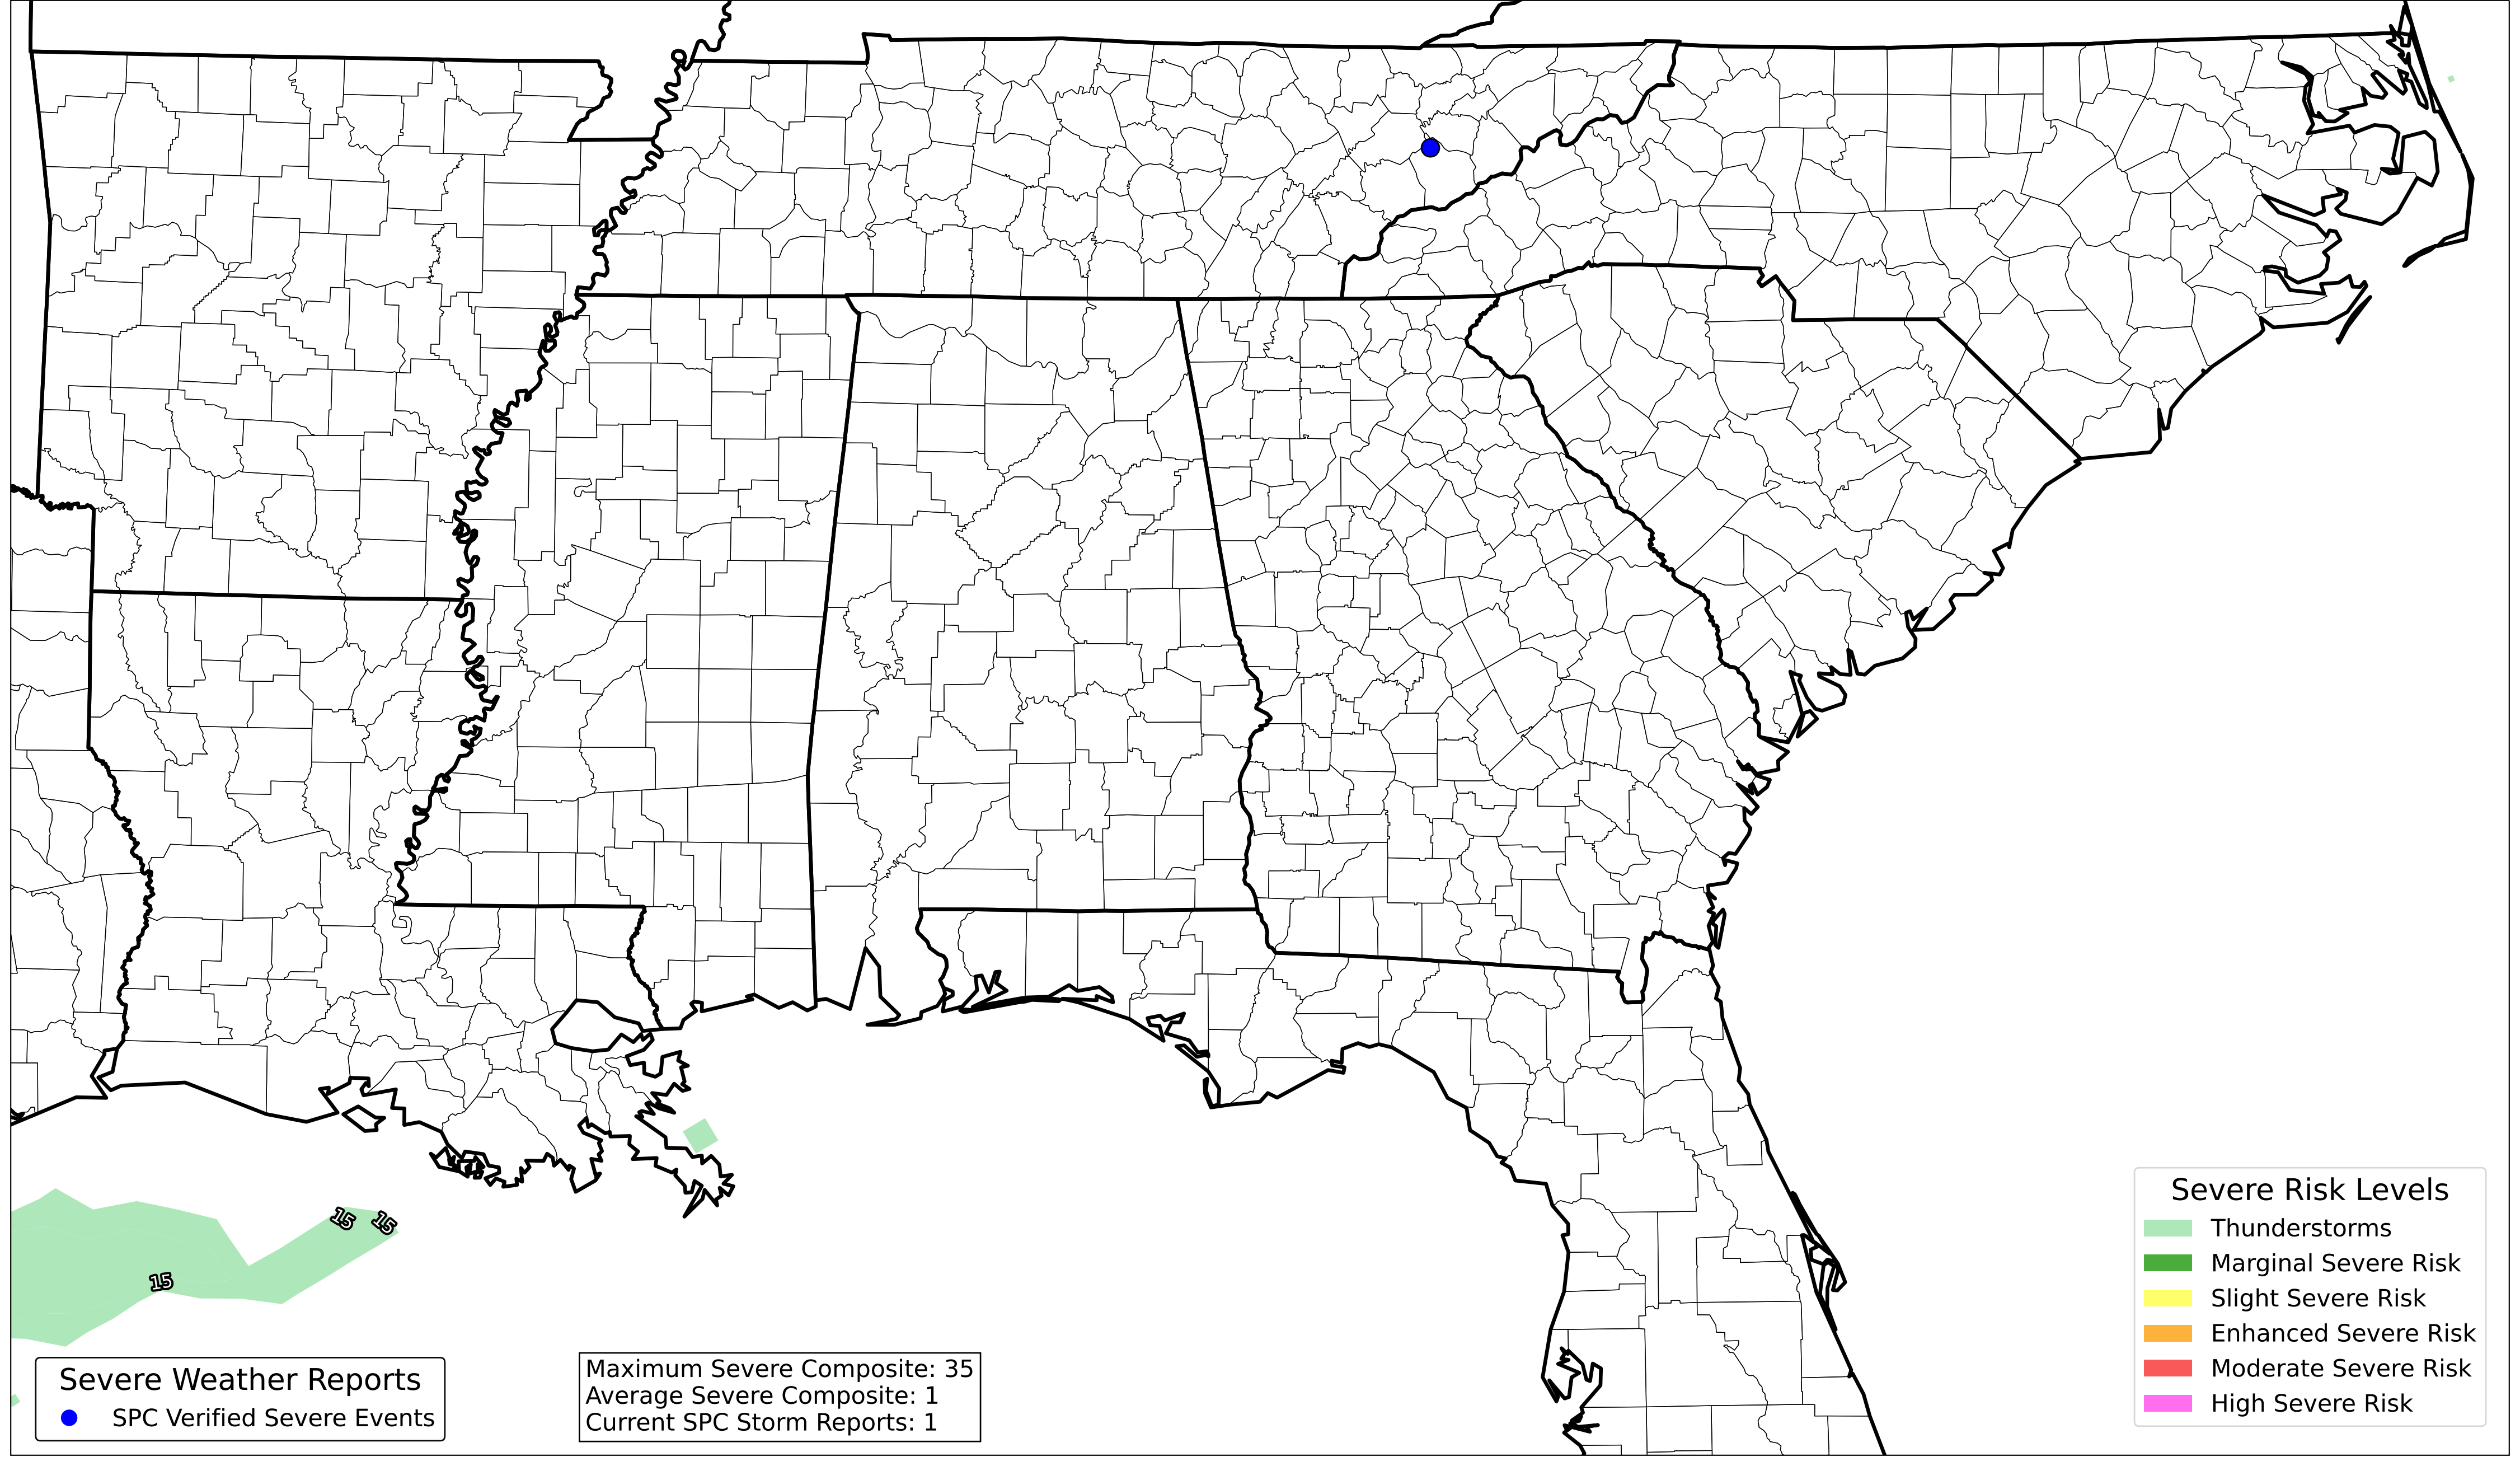 15
15
15
Severe Weather Reports
SPC Verified Severe Events
Maximum Severe Composite: 35
Average Severe Composite: 1
Current SPC Storm Reports: 1
Severe Risk Levels
Thunderstorms
Marginal Severe Risk
Slight Severe Risk
Enhanced Severe Risk
Moderate Severe Risk
High Severe Risk